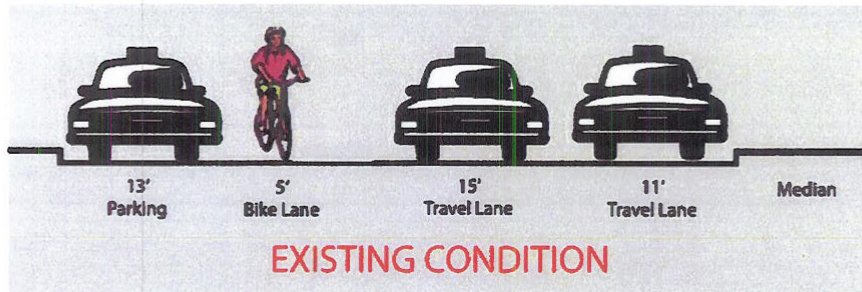 13'
Parking
5'
Bike Lane
15'
Travel Lane
11'
Travel Lane
Median
EXISTING CONDITION